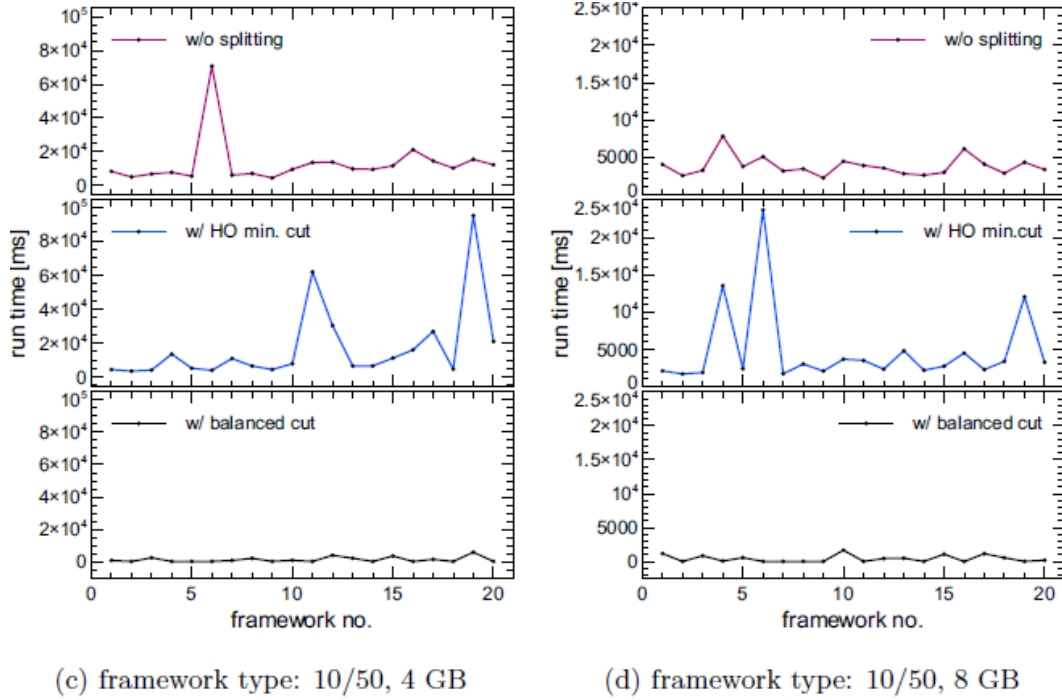 10⁵
w/o splitting
8×10⁴
6×10⁴
4×10⁴
2×10⁴
0
0 5 10 15 20
10⁵
w/ HO min. cut
8×10⁴
6×10⁴
4×10⁴
2×10⁴
0
run time [ms]
10⁵
w/ balanced cut
8×10⁴
6×10⁴
4×10⁴
2×10⁴
0
0 5 10 15 20
framework no.
(c) framework type: 10/50, 4 GB
2.5×10⁴
w/o splitting
2×10⁴
1.5×10⁴
10⁴
5000
0
2.5×10⁴
w/ HO min.cut
2×10⁴
1.5×10⁴
10⁴
5000
0
run time [ms]
2.5×10⁴
w/ balanced cut
2×10⁴
1.5×10⁴
10⁴
5000
0
0 5 10 15 20
framework no.
(d) framework type: 10/50, 8 GB